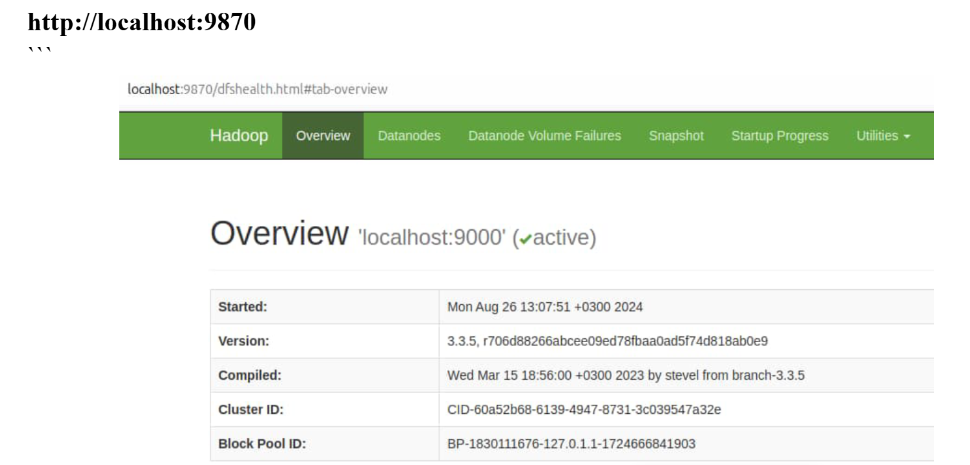 http://localhost:9870
```
localhost:9870/dfshealth.html#tab-overview
Hadoop Overview Datanodes Datanode Volume Failures Snapshot Startup Progress Utilities
Overview 'localhost:9000' (✔active)
Started: Mon Aug 26 13:07:51 +0300 2024
Version: 3.3.5, r706d88266abcee09ed78fbaa0ad5f74d818ab0e9
Compiled: Wed Mar 15 18:56:00 +0300 2023 by stevel from branch-3.3.5
Cluster ID: CID-60a52b68-6139-4947-8731-3c039547a32e
Block Pool ID: BP-1830111676-127.0.1.1-1724666841903